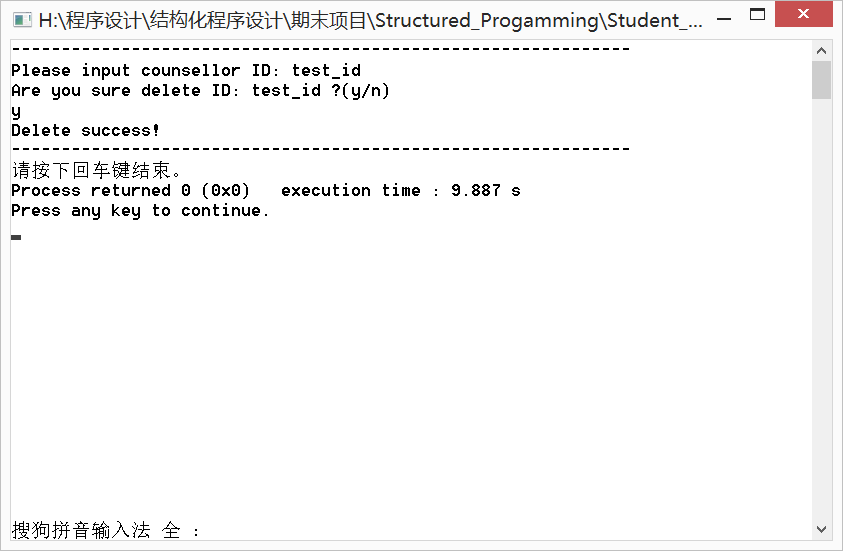 H:\程序设计\结构化程序设计\期末项目\Structured_Progamming\Student_...
--------------------------------------------------------------
Please input counsellor ID: test_id
Are you sure delete ID: test_id ?(y/n)
y
Delete success!
--------------------------------------------------------------
请按下回车键结束。
Process returned 0 (0x0)   execution time : 9.887 s
Press any key to continue.
搜狗拼音输入法 全 :